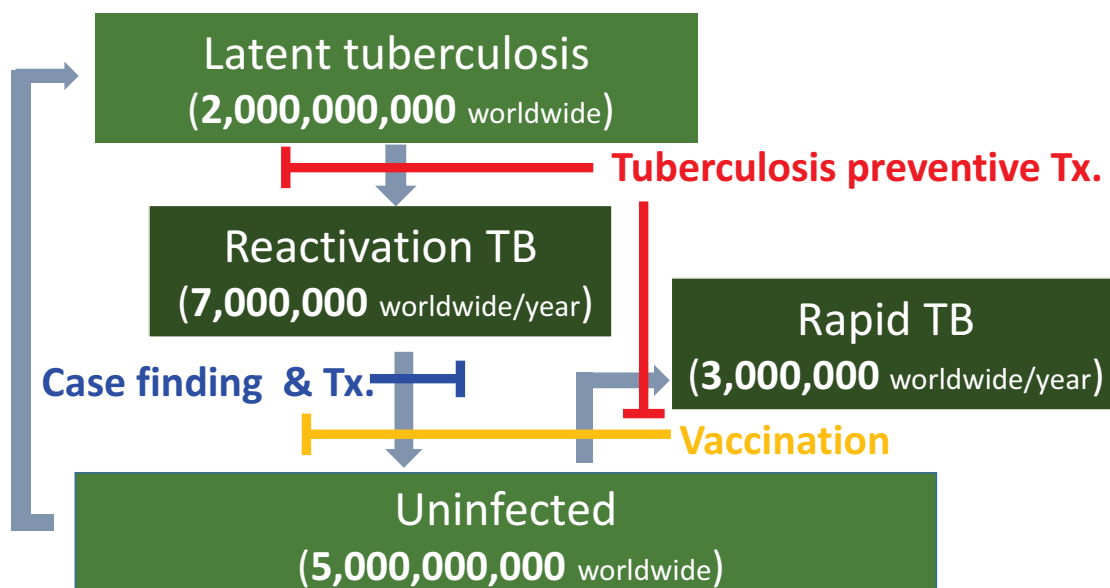 Latent tuberculosis
(2,000,000,000 worldwide)
Tuberculosis preventive Tx.
Reactivation TB
(7,000,000 worldwide/year)
Rapid TB
(3,000,000 worldwide/year)
Case finding & Tx.
Vaccination
Uninfected
(5,000,000,000 worldwide)